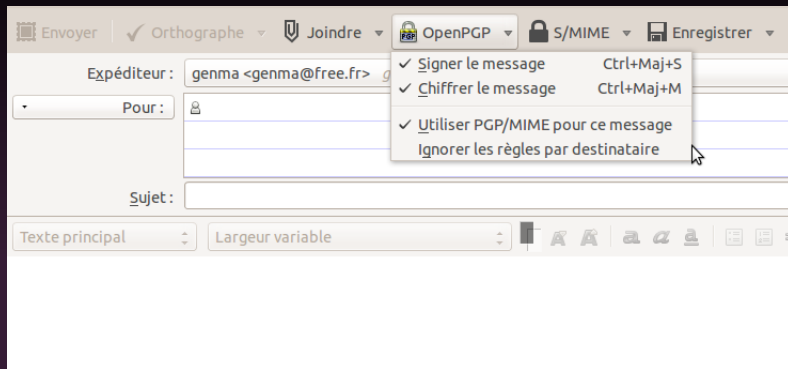 Envoyer Orthographe Joindre OpenPGP S/MIME Enregistrer
Expéditeur : genma <genma@free.fr> g
Signer le message Ctrl+Maj+S
Pour : Chiffrer le message Ctrl+Maj+M
Utiliser PGP/MIME pour ce message
Ignorer les règles par destinataire
Sujet :
Texte principal Largeur variable A A a a a